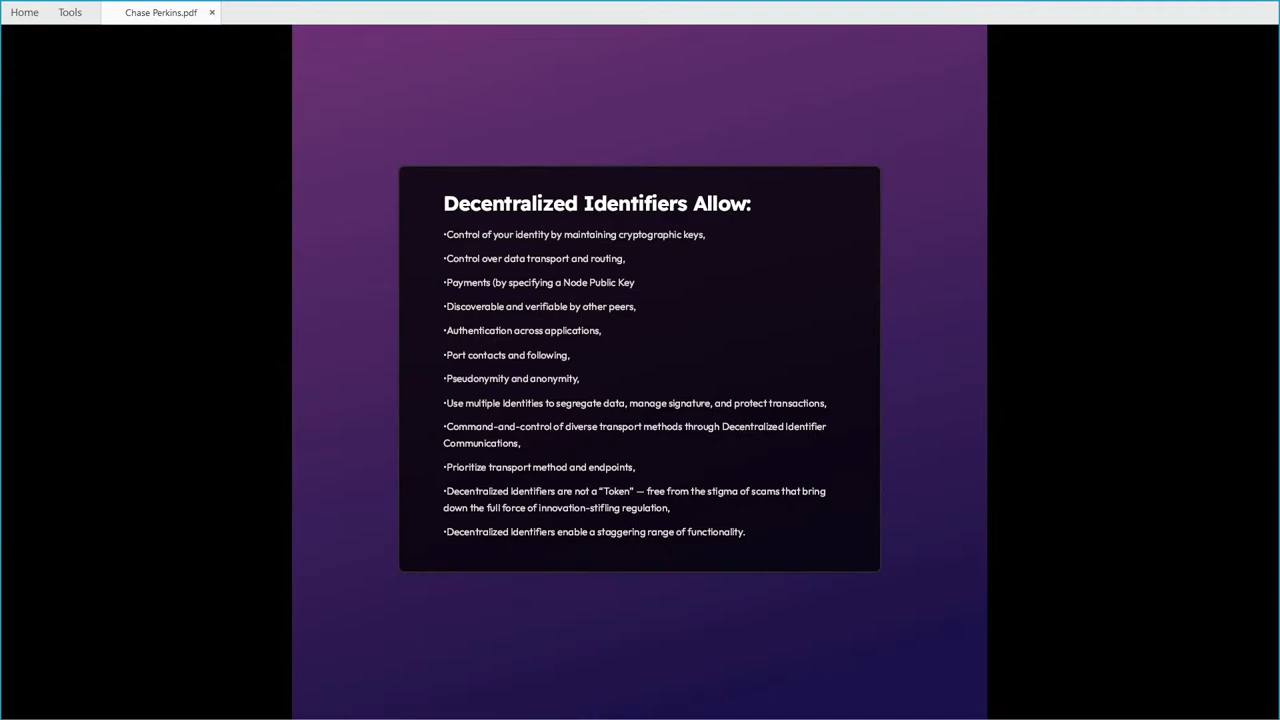 Home Tools Chase Perkins.pdf ×
Decentralized Identifiers Allow:
•Control of your identity by maintaining cryptographic keys,
•Control over data transport and routing,
•Payments (by specifying a Node Public Key
•Discoverable and verifiable by other peers,
•Authentication across applications,
•Port contacts and following,
•Pseudonymity and anonymity,
•Use multiple Identities to segregate data, manage signature, and protect transactions,
•Command-and-control of diverse transport methods through Decentralized Identifier
Communications,
•Prioritize transport method and endpoints,
•Decentralized Identifiers are not a “Token” — free from the stigma of scams that bring
down the full force of innovation-stifling regulation,
•Decentralized Identifiers enable a staggering range of functionality.